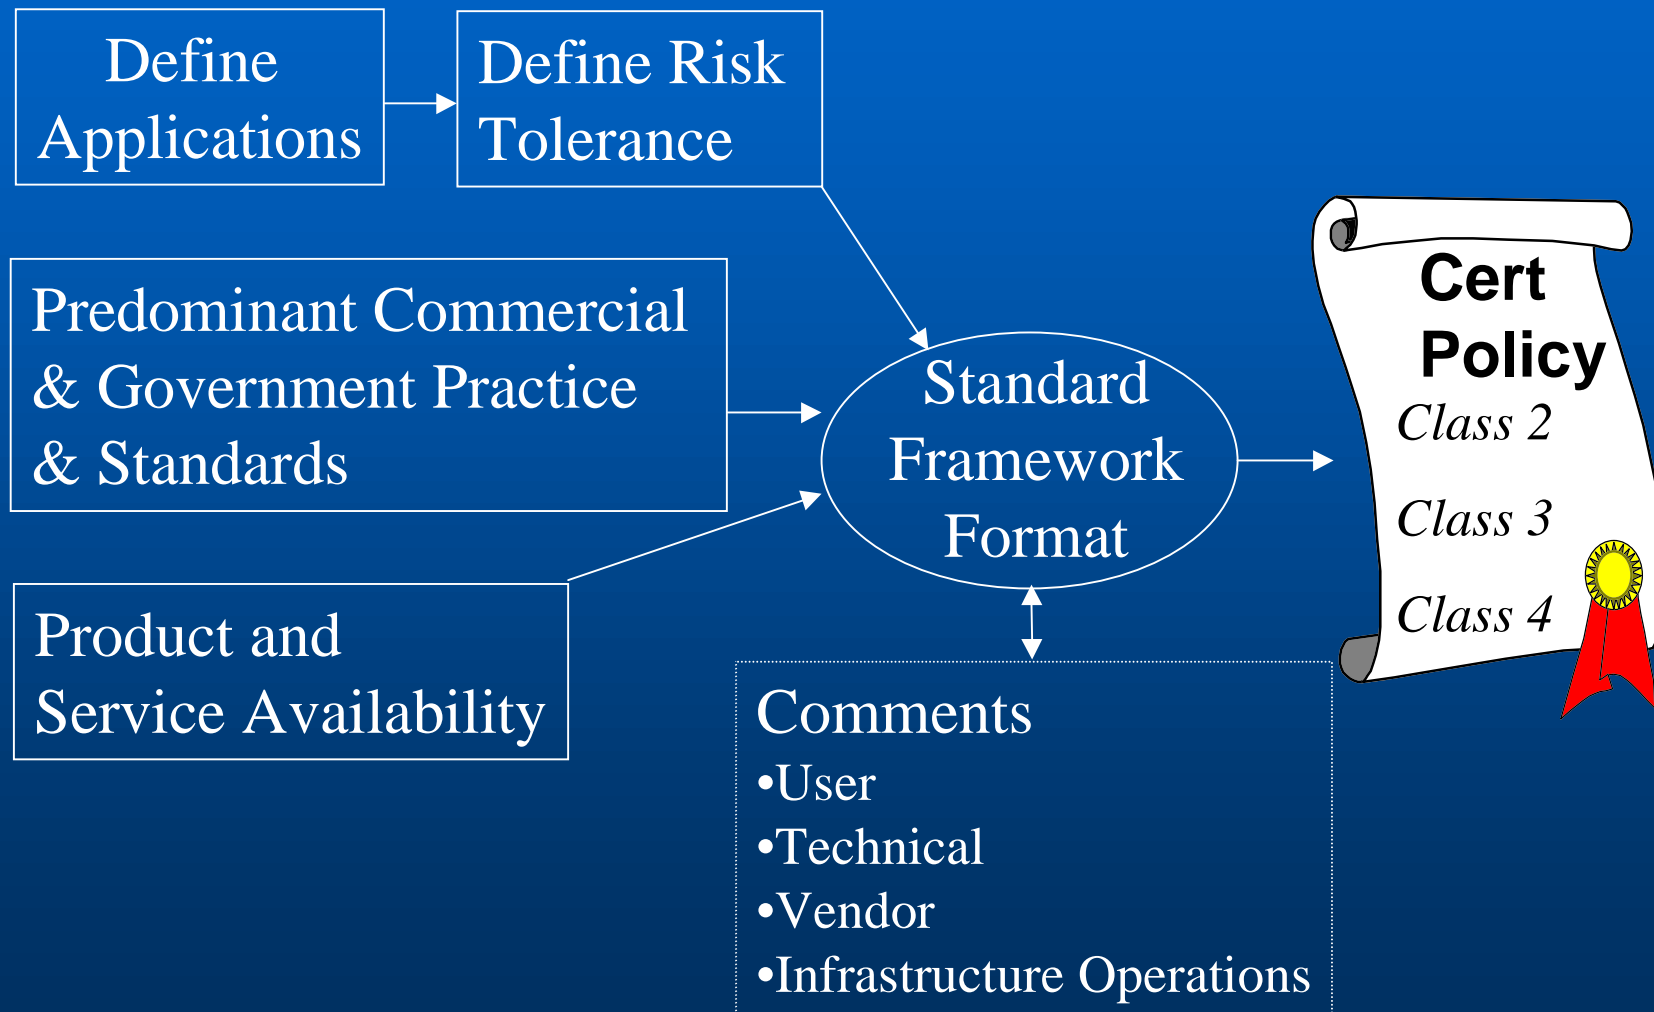 Define
Applications
Define Risk
Tolerance
Predominant Commercial
& Government Practice
& Standards
Product and
Service Availability
Standard
Framework
Format
Cert
Policy
Class 2
Class 3
Class 4
Comments
•User
•Technical
•Vendor
•Infrastructure Operations